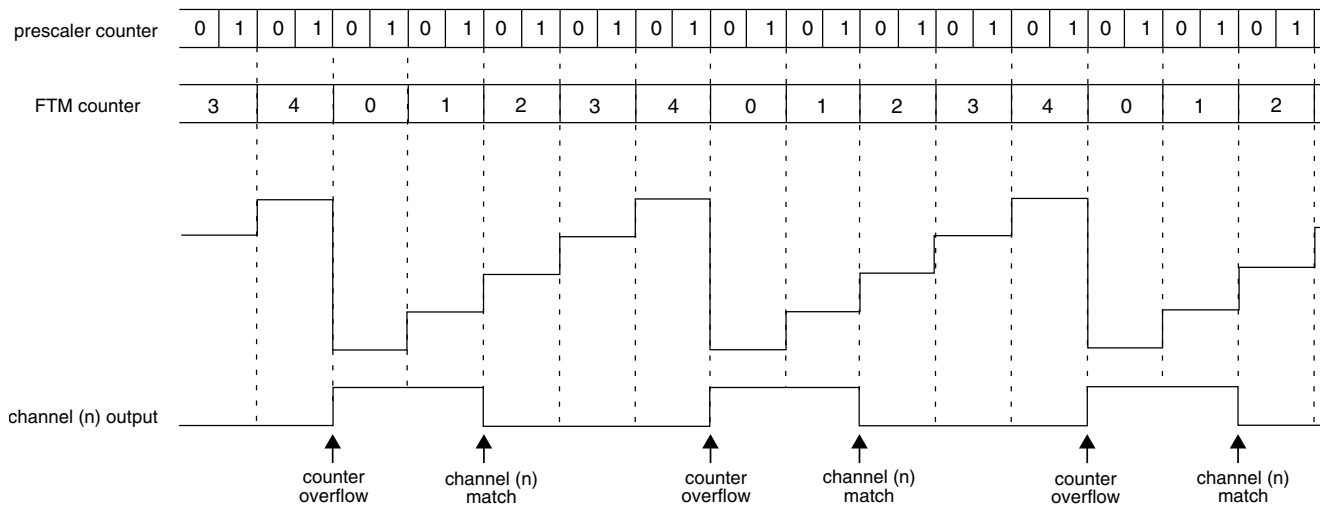 prescaler counter 0 1 0 1 0 1 0 1 0 1 0 1 0 1 0 1 0 1 0 1 0 1 0 1 0 1 0 1 0 1
FTM counter 3 4 0 1 2 3 4 0 1 2 3 4 0 1 2
channel (n) output
counter overflow
channel (n) match
counter overflow
channel (n) match
counter overflow
channel (n) match